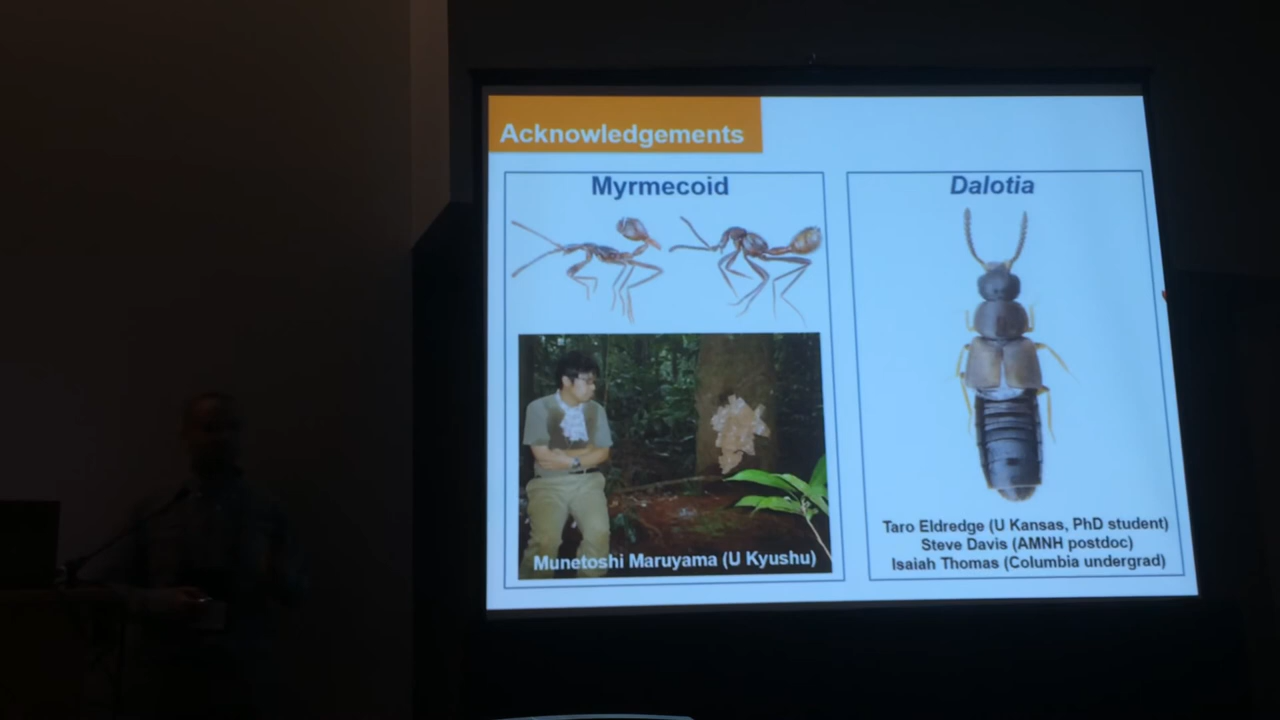 Acknowledgements
Myrmecoid
Munetoshi Maruyama (U Kyushu)
Dalotia
Taro Eldredge (U Kansas, PhD student)
Steve Davis (AMNH postdoc)
Isaiah Thomas (Columbia undergrad)